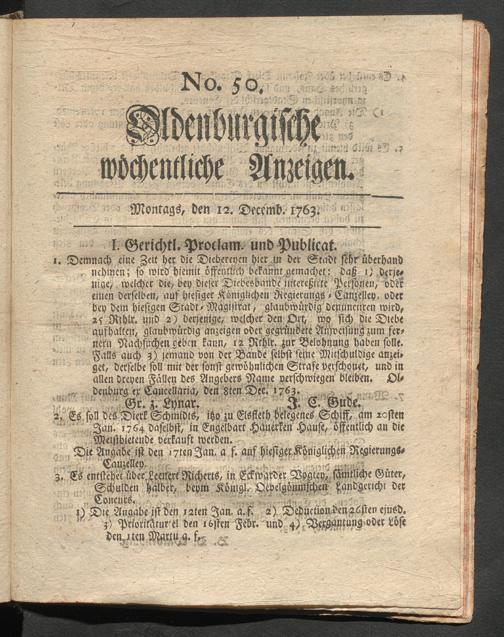 No. 50.
Oldenburgische
wöchentliche Anzeigen.
Montags, den 12. Decemb. 1763.
I. Gerichtl. Proclam. und Publicat.
1. Demnach eine Zeit her die Diebereyen hier in der Stadt sehr überhand
nehmen; so wird hiemit öffentlich bekannt gemachet: daß 1) derje-
nige, welcher die, bey dieser Diebesbande interessirte Personen, oder
einen derselben, auf hiesiger Königlichen Regierungs-Canzelley, oder
bey dem hiesigen Stadt-Magistrat, glaubwürdig denunciren wird,
25 Rthlr. und 2) derjenige, welcher den Ort, wo sich die Diebe
aufhalten, glaubwürdig anzeigen oder gegründete Anweisung zum fer-
nern Nachsuchen geben kann, 12 Rthlr. zur Belohnung haben solle.
Falls auch 3) jemand von der Bande selbst seine Mitschuldige anzei-
get, derselbe soll mit der sonst gewöhnlichen Strafe verschonet, und in
allen dreyen Fällen des Angebers Name verschwiegen bleiben. Ol-
denburg ex Cancellaria, den 8ten Dec. 1763.
Gr. z. Lynar. J. C. Gude.
2. Es soll des Dierk Schmidts, itzo zu Elsfleth belegenes Schiff, am 20sten
Jan. 1764 daselbst, in Engelbart Hauerken Hause, öffentlich an die
Meistbietende verkauft werden.
Die Angabe ist den 17ten Jan. a f. auf hiesiger Königlichen Regierungs-
Canzelley.
3. Es entstehet über Leenert Richerts, in Eckwarder Vogtey, sämtliche Güter,
Schulden halber, beym Königl. Ovelgönnischen Landgericht der
Concurs.
1) Die Angabe ist den 12ten Jan. a. f. 2) Deduction den 26sten ejusd.
3) Prioritätur el den 16sten Febr. und 4) Vergantung oder Löse
den 1ten Martii a. f.